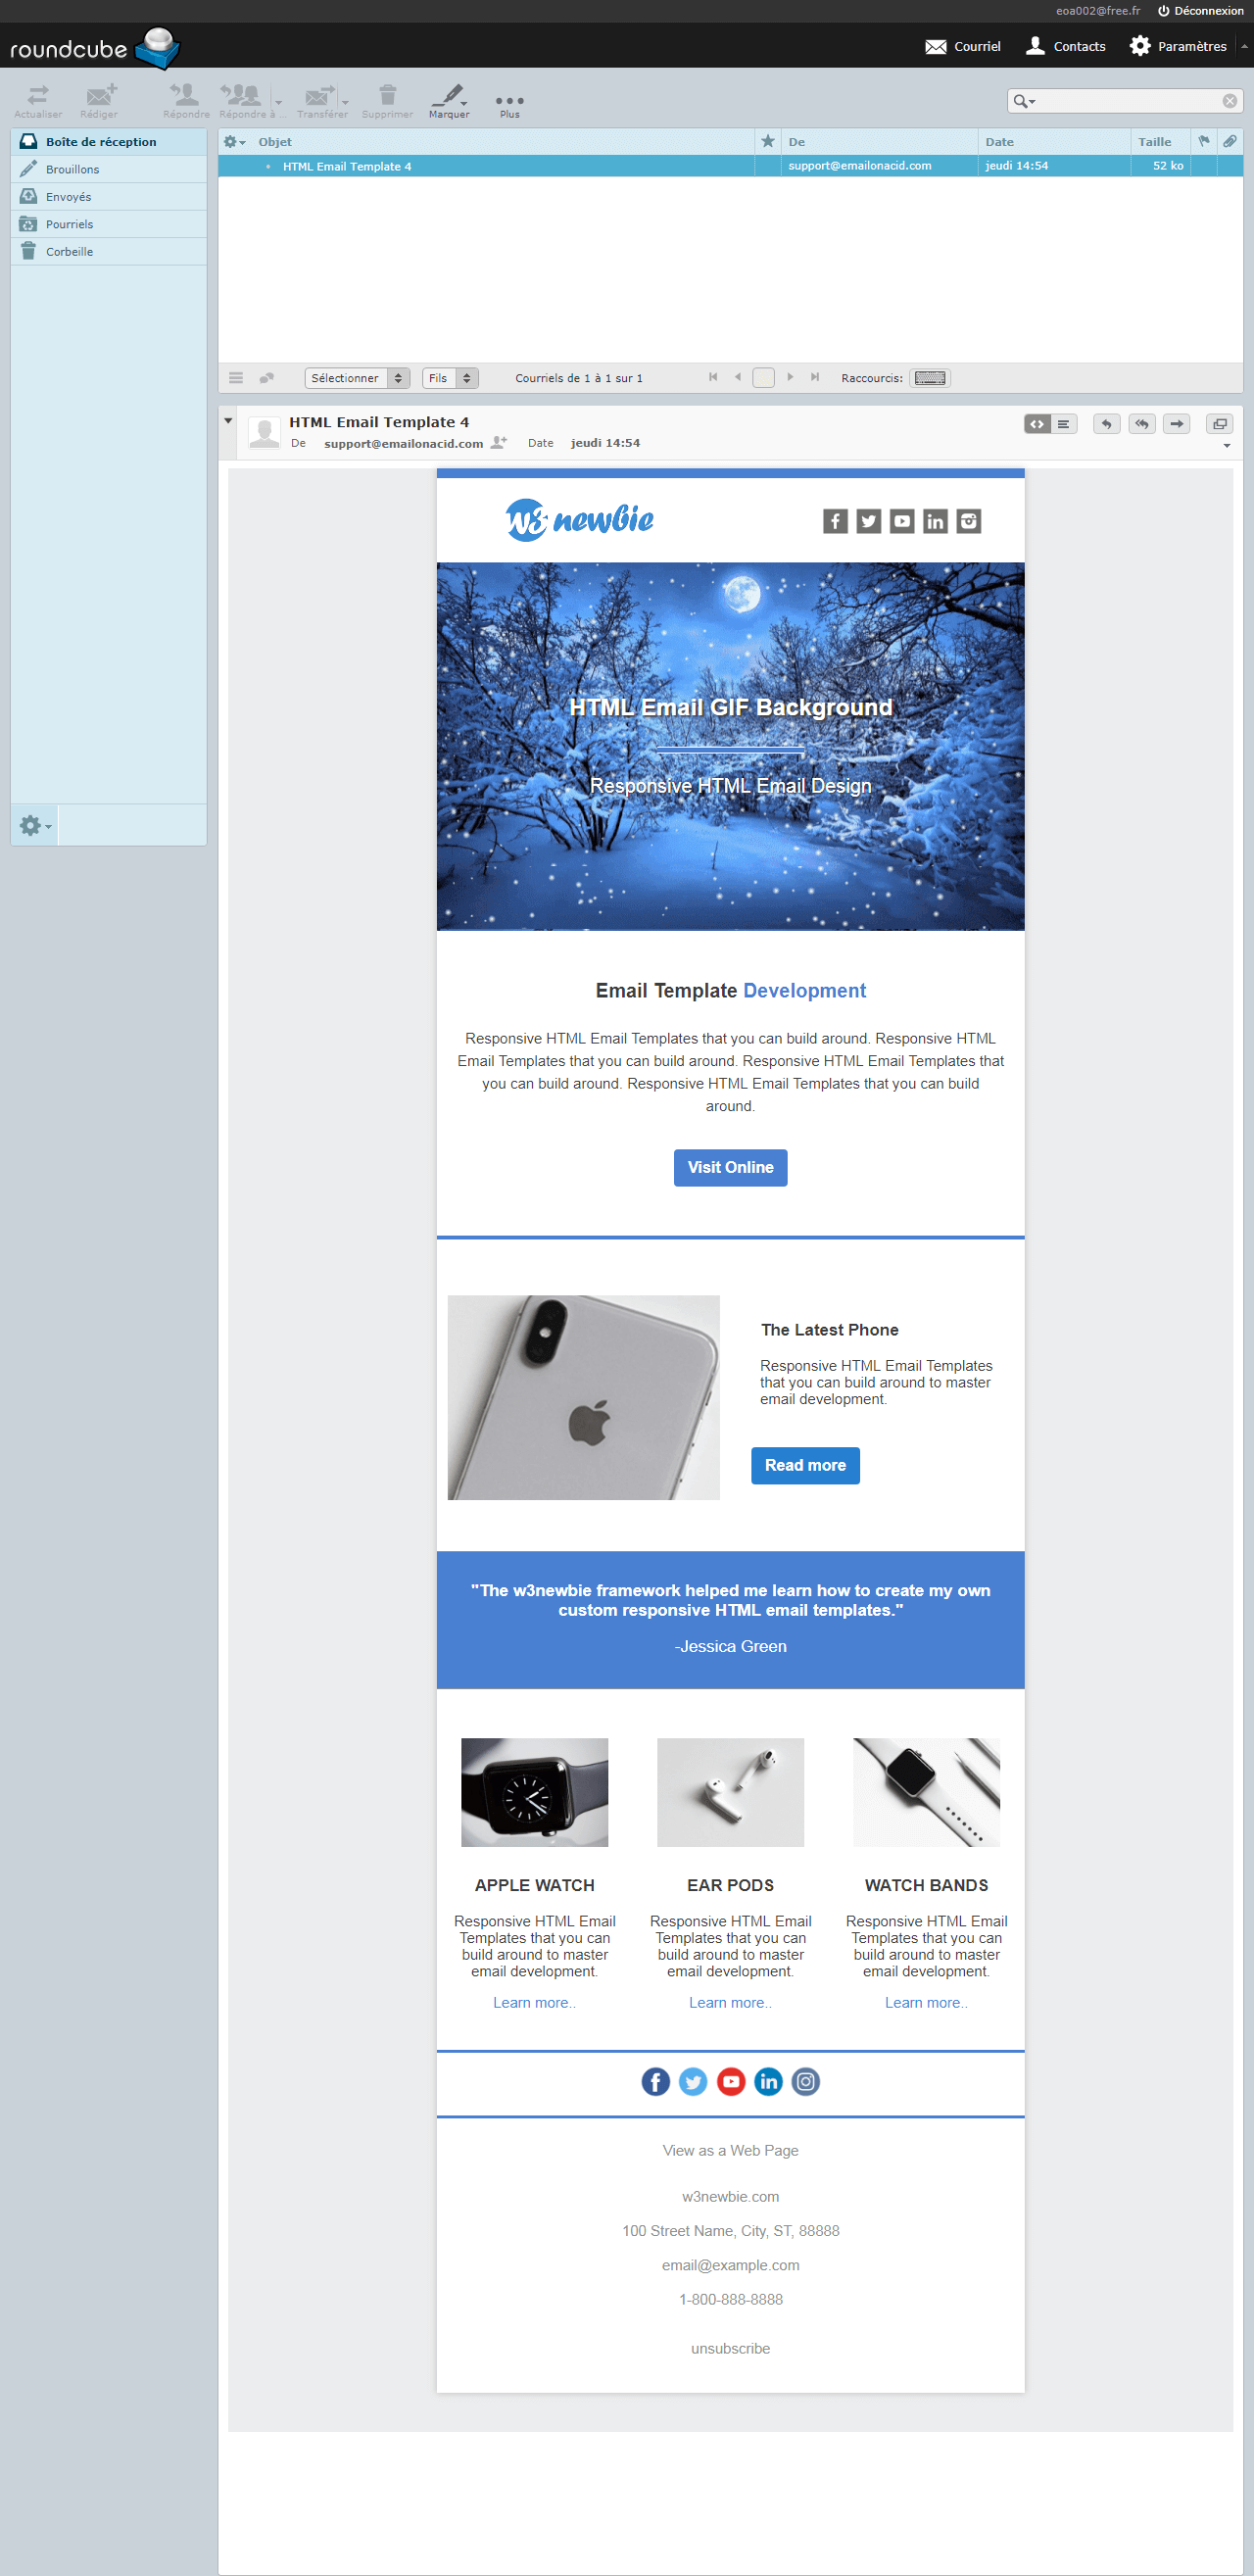 eoa002@free.fr Déconnexion
roundcube Courriel Contacts Paramètres
Actualiser Rédiger Répondre Répondre à ... Transférer Supprimer Marquer Plus
Boîte de réception
Brouillons
Envoyés
Pourriels
Corbeille
Objet De Date Taille
HTML Email Template 4 support@emailonacid.com jeudi 14:54 52 ko
Sélectionner Fils Courriels de 1 à 1 sur 1 Raccourcis:
HTML Email Template 4
De support@emailonacid.com Date jeudi 14:54
w3 newbie
HTML Email GIF Background
Responsive HTML Email Design
Email Template Development
Responsive HTML Email Templates that you can build around. Responsive HTML
Email Templates that you can build around. Responsive HTML Email Templates that
you can build around. Responsive HTML Email Templates that you can build
around.
Visit Online
The Latest Phone
Responsive HTML Email Templates
that you can build around to master
email development.
Read more
"The w3newbie framework helped me learn how to create my own
custom responsive HTML email templates."
-Jessica Green
APPLE WATCH
Responsive HTML Email
Templates that you can
build around to master
email development.
Learn more..
EAR PODS
Responsive HTML Email
Templates that you can
build around to master
email development.
Learn more..
WATCH BANDS
Responsive HTML Email
Templates that you can
build around to master
email development.
Learn more..
View as a Web Page
w3newbie.com
100 Street Name, City, ST, 88888
email@example.com
1-800-888-8888
unsubscribe